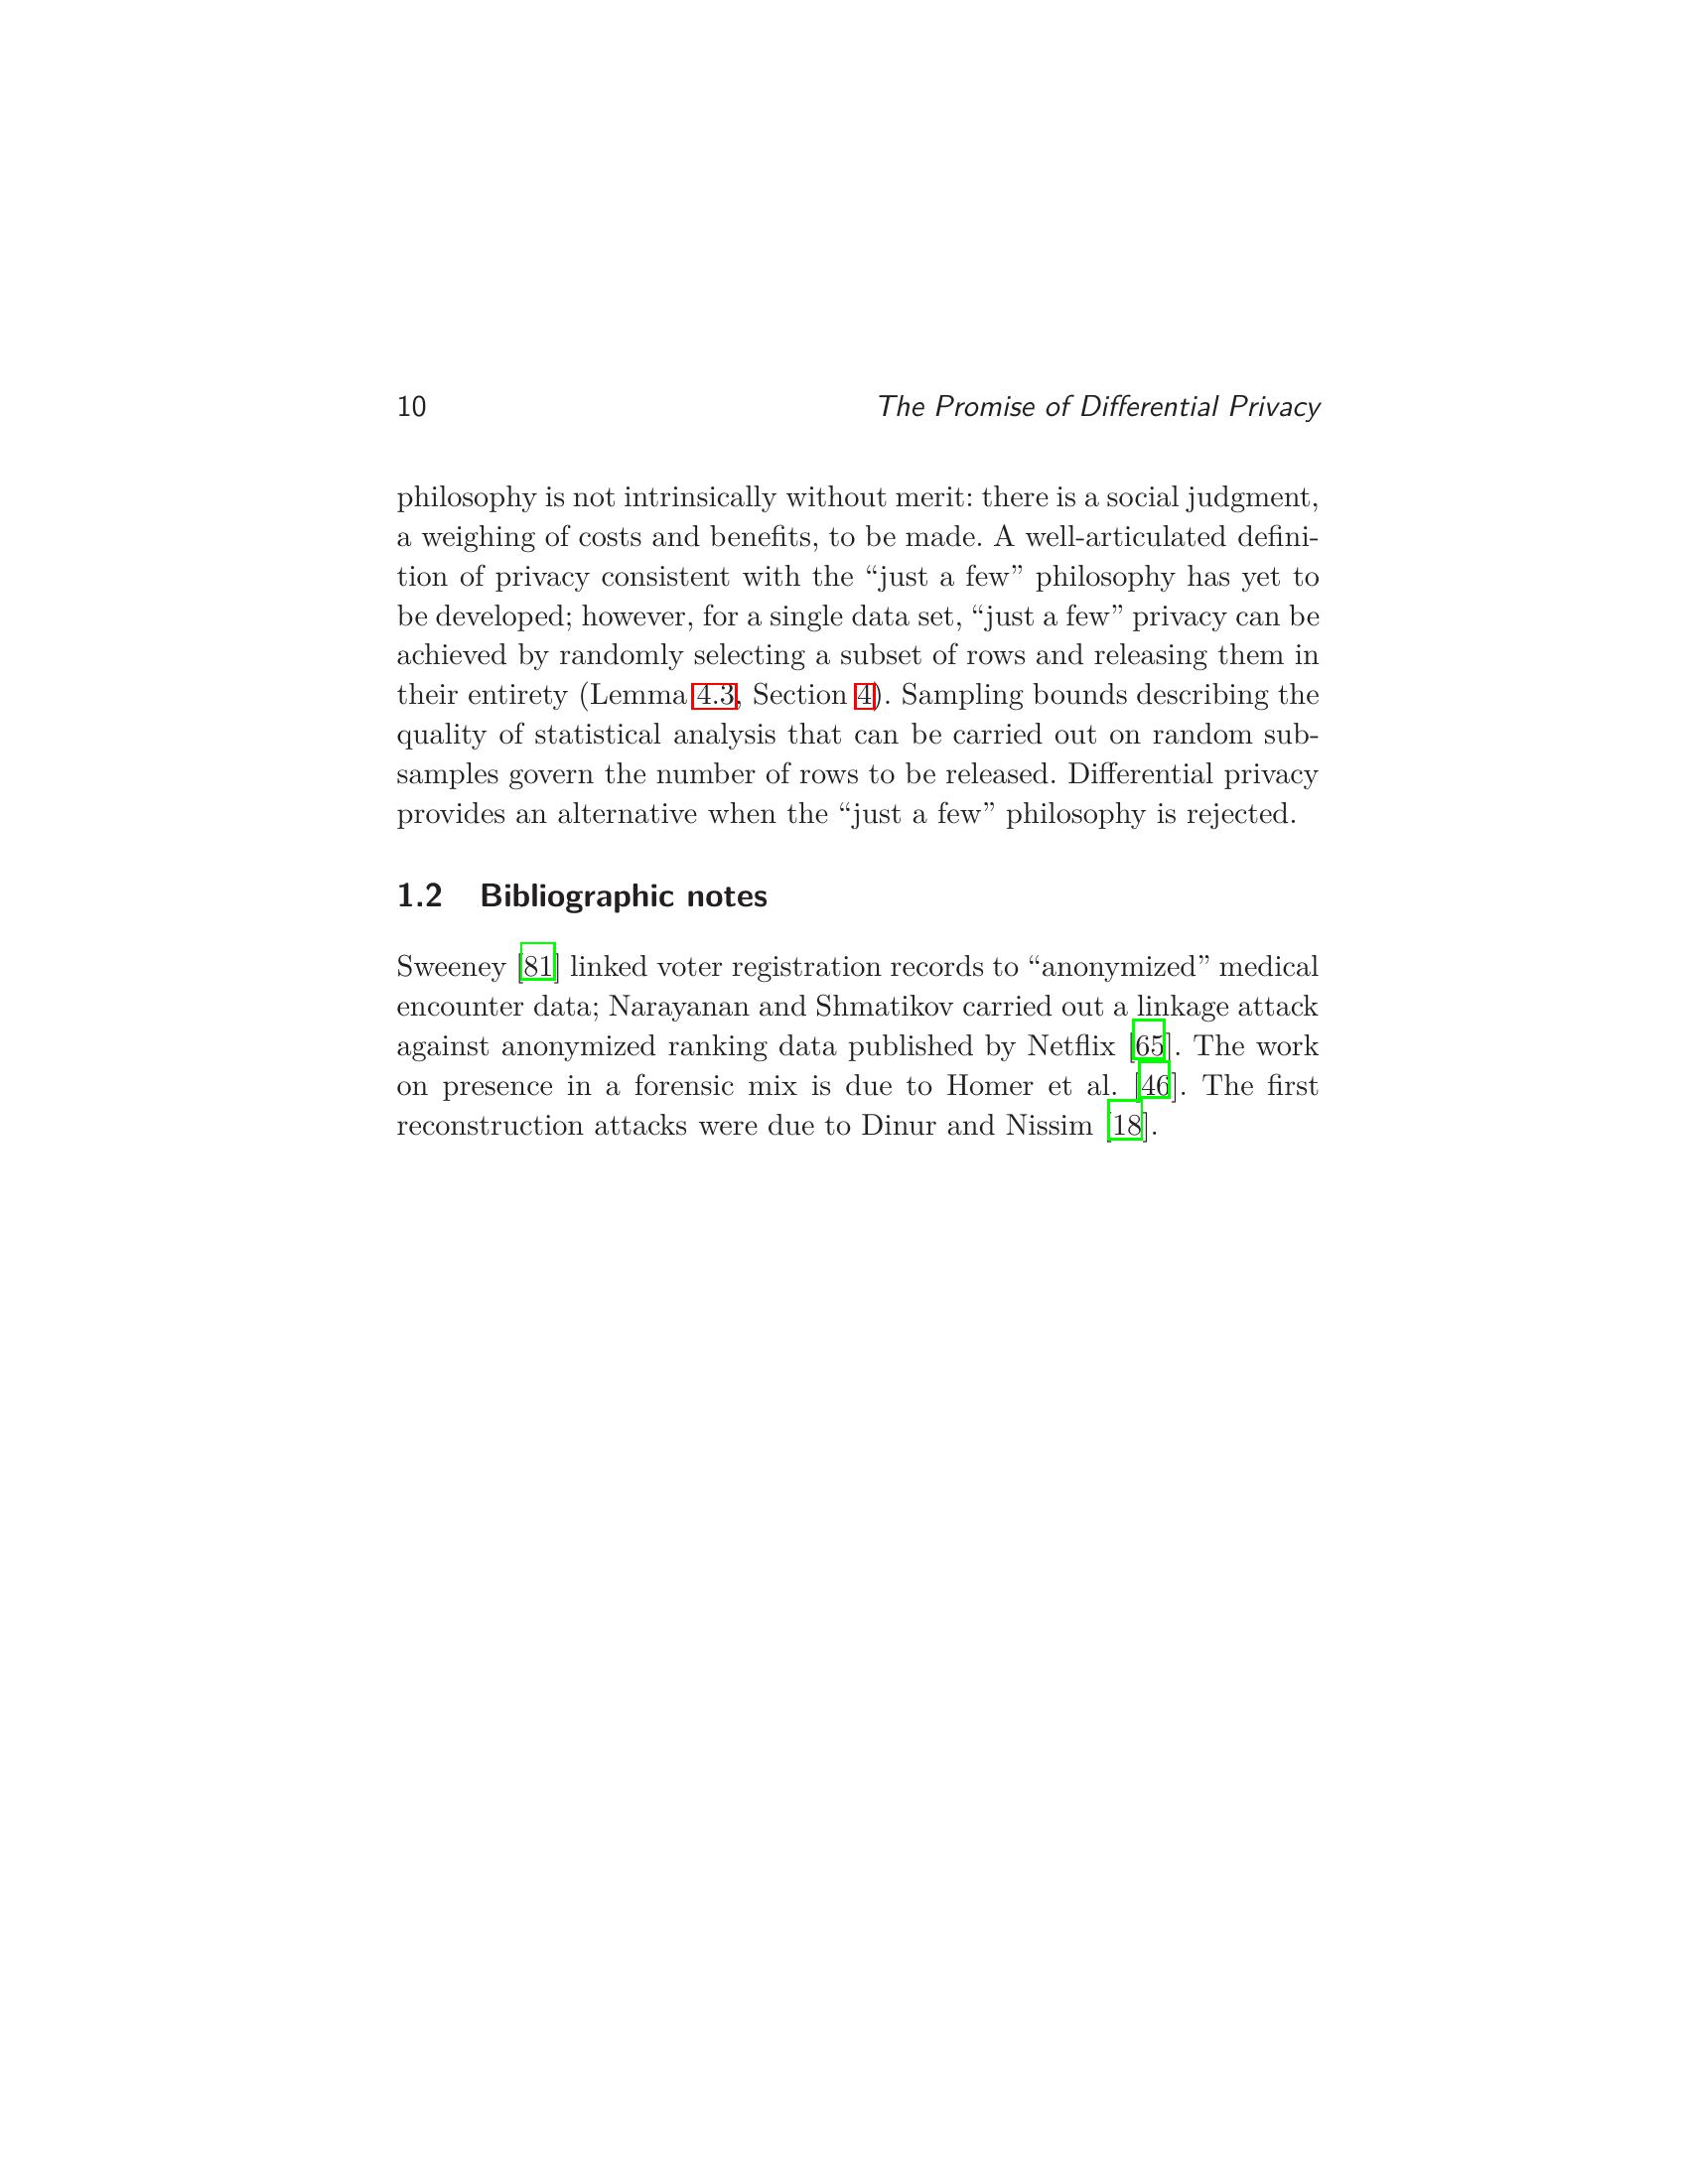 10
The Promise of Differential Privacy
philosophy is not intrinsically without merit: there is a social judgment,
a weighing of costs and benefits, to be made. A well-articulated defini-
tion of privacy consistent with the “just a few” philosophy has yet to
be developed; however, for a single data set, “just a few” privacy can be
achieved by randomly selecting a subset of rows and releasing them in
their entirety (Lemma 4.3, Section 4). Sampling bounds describing the
quality of statistical analysis that can be carried out on random sub-
samples govern the number of rows to be released. Differential privacy
provides an alternative when the “just a few” philosophy is rejected.
1.2 Bibliographic notes
Sweeney [81] linked voter registration records to “anonymized” medical
encounter data; Narayanan and Shmatikov carried out a linkage attack
against anonymized ranking data published by Netflix [65]. The work
on presence in a forensic mix is due to Homer et al. [46]. The first
reconstruction attacks were due to Dinur and Nissim [18].